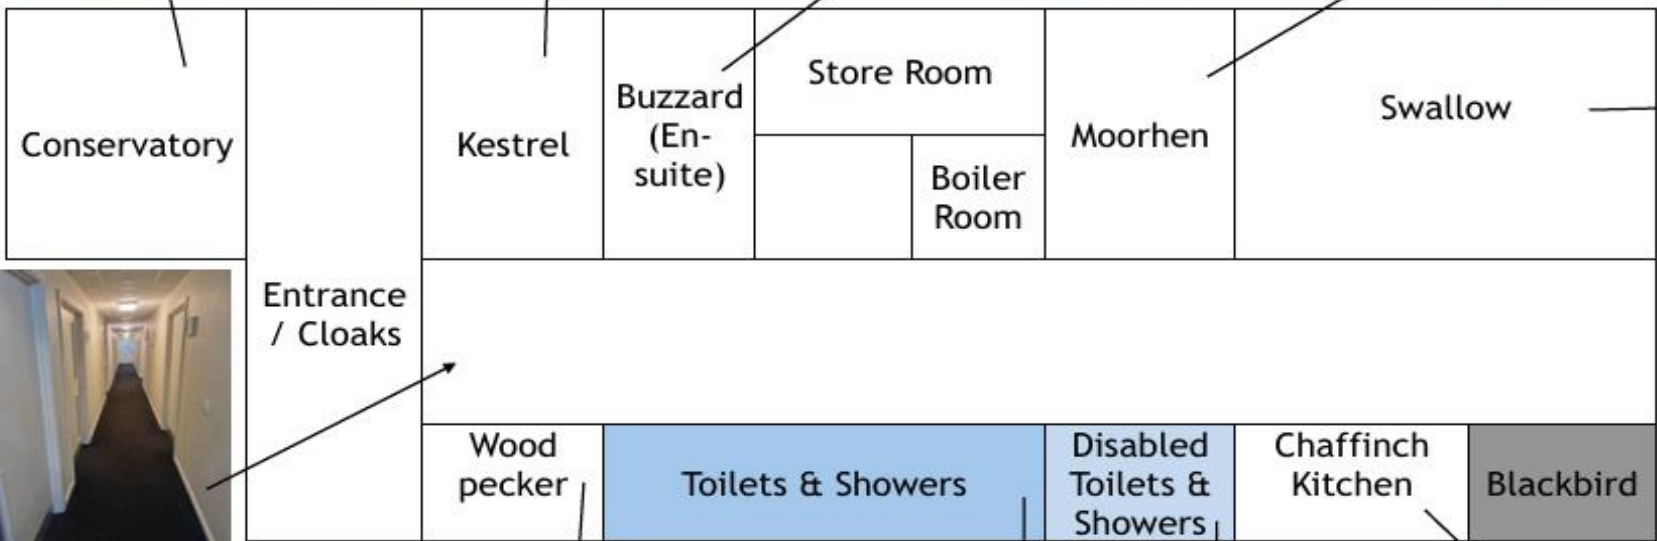 Conservatory
Entrance
/ Cloaks
Kestrel
Buzzard
(En-
suite)
Store Room
Boiler
Room
Moorhen
Swallow
Wood
pecker
Toilets & Showers
Disabled
Toilets &
Showers
Chaffinch
Kitchen
Blackbird